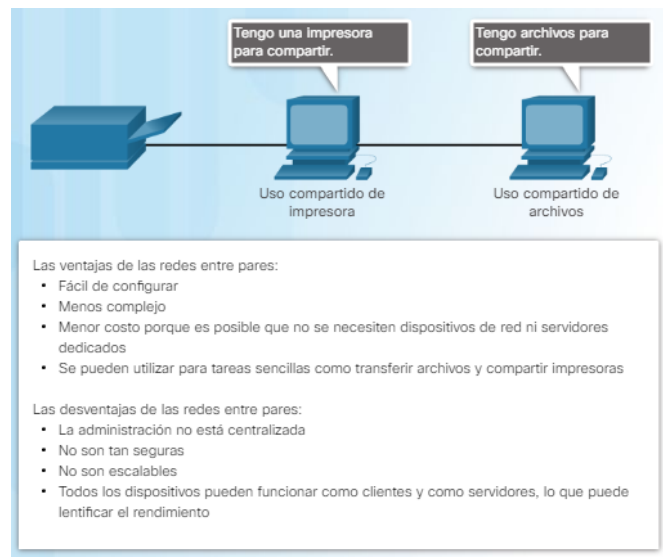 Tengo una impresora
para compartir.
Tengo archivos para
compartir.
Uso compartido de
impresora
Uso compartido de
archivos
Las ventajas de las redes entre pares:
• Fácil de configurar
• Menos complejo
• Menor costo porque es posible que no se necesiten dispositivos de red ni servidores
dedicados
• Se pueden utilizar para tareas sencillas como transferir archivos y compartir impresoras
Las desventajas de las redes entre pares:
• La administración no está centralizada
• No son tan seguras
• No son escalables
• Todos los dispositivos pueden funcionar como clientes y como servidores, lo que puede
lentificar el rendimiento